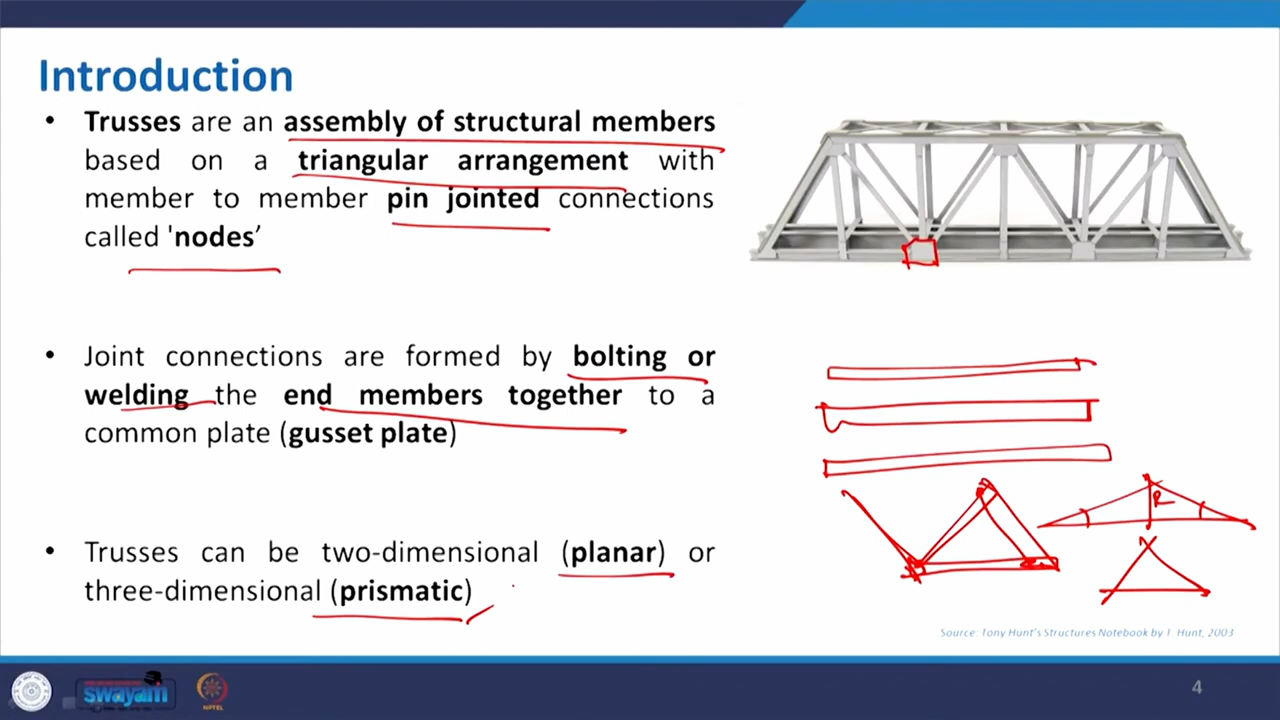 Introduction
• Trusses are an assembly of structural members
based on a triangular arrangement with
member to member pin jointed connections
called 'nodes’
• Joint connections are formed by bolting or
welding the end members together to a
common plate (gusset plate)
• Trusses can be two-dimensional (planar) or
three-dimensional (prismatic)
R
Source: Tony Hunt's Structures Notebook by T. Hunt, 2003
swayam
NPTEL
4